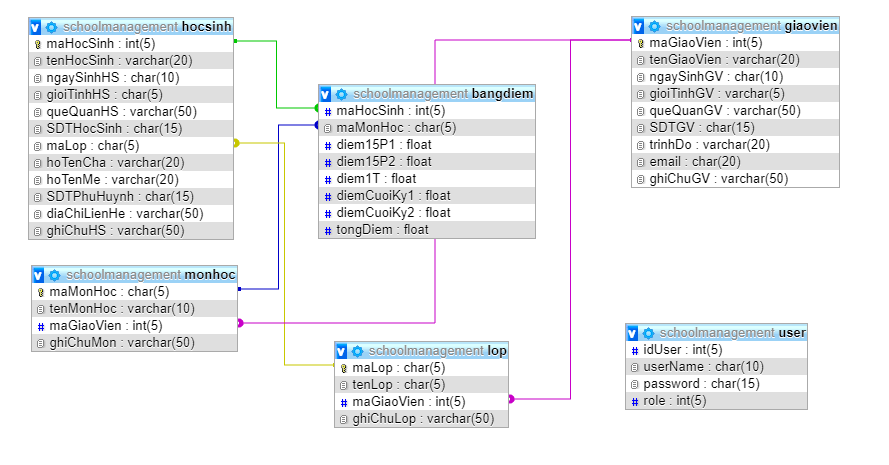 schoolmanagement hocsinh
maHocSinh : int(5)
tenHocSinh : varchar(20)
ngaySinhHS : char(10)
gioiTinhHS : char(5)
queQuanHS : varchar(50)
SDTHocSinh : char(15)
maLop : char(5)
hoTenCha : varchar(20)
hoTenMe : varchar(20)
SDTPhuHuynh : char(15)
diaChiLienHe : varchar(50)
ghiChuHS : varchar(50)
schoolmanagement bangdiem
# maHocSinh : int(5)
maMonHoc : char(5)
# diem15P1 : float
# diem15P2 : float
# diem1T : float
# diemCuoiKy1 : float
# diemCuoiKy2 : float
# tongDiem : float
schoolmanagement giaovien
maGiaoVien : int(5)
tenGiaoVien : varchar(20)
ngaySinhGV : char(10)
gioiTinhGV : varchar(5)
queQuanGV : varchar(50)
SDTGV : char(15)
trinhDo : varchar(20)
email : char(20)
ghiChuGV : varchar(50)
schoolmanagement monhoc
maMonHoc : char(5)
tenMonHoc : varchar(10)
# maGiaoVien : int(5)
ghiChuMon : varchar(50)
schoolmanagement lop
maLop : char(5)
tenLop : char(5)
# maGiaoVien : int(5)
ghiChuLop : varchar(50)
schoolmanagement user
# idUser : int(5)
userName : char(10)
password : char(15)
# role : int(5)